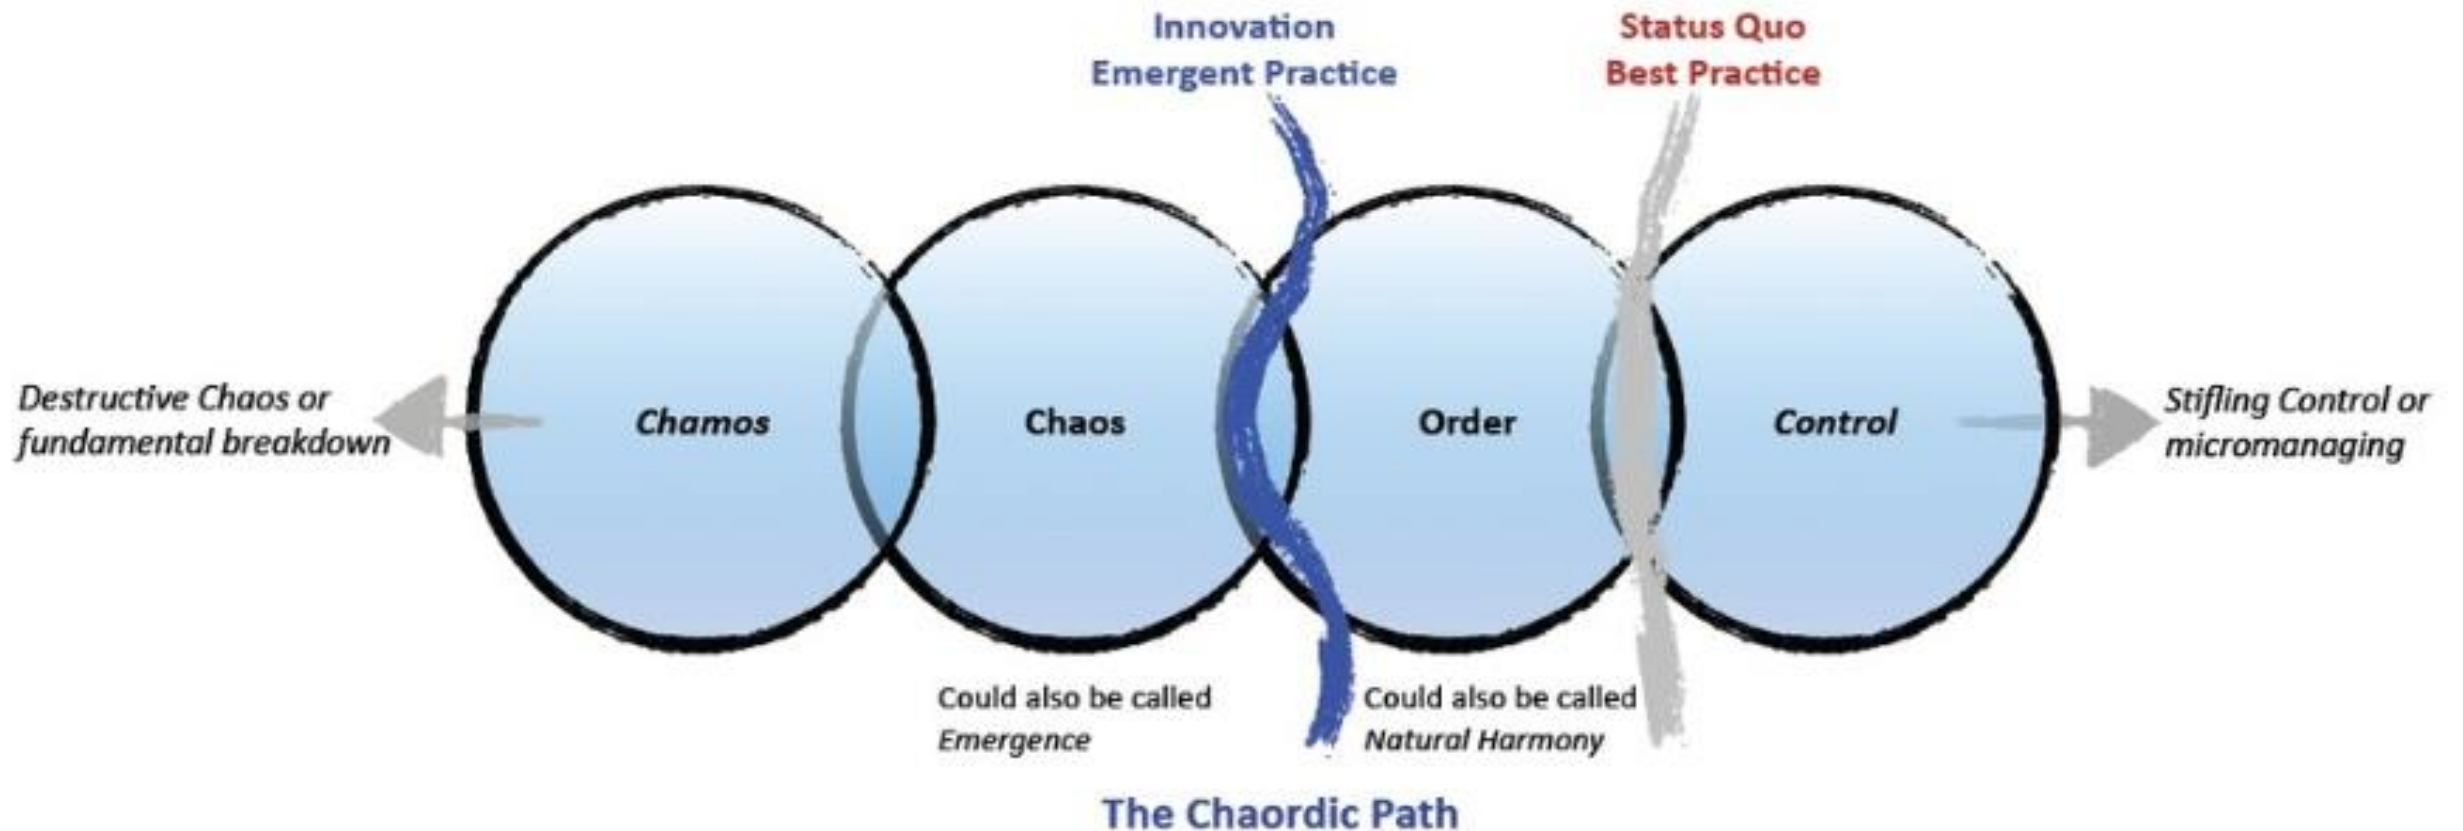 Innovation
Emergent Practice
Status Quo
Best Practice
Destructive Chaos or
fundamental breakdown
Chamos
Chaos
Order
Control
Stifling Control or
micromanaging
Could also be called
Emergence
Could also be called
Natural Harmony
The Chaordic Path